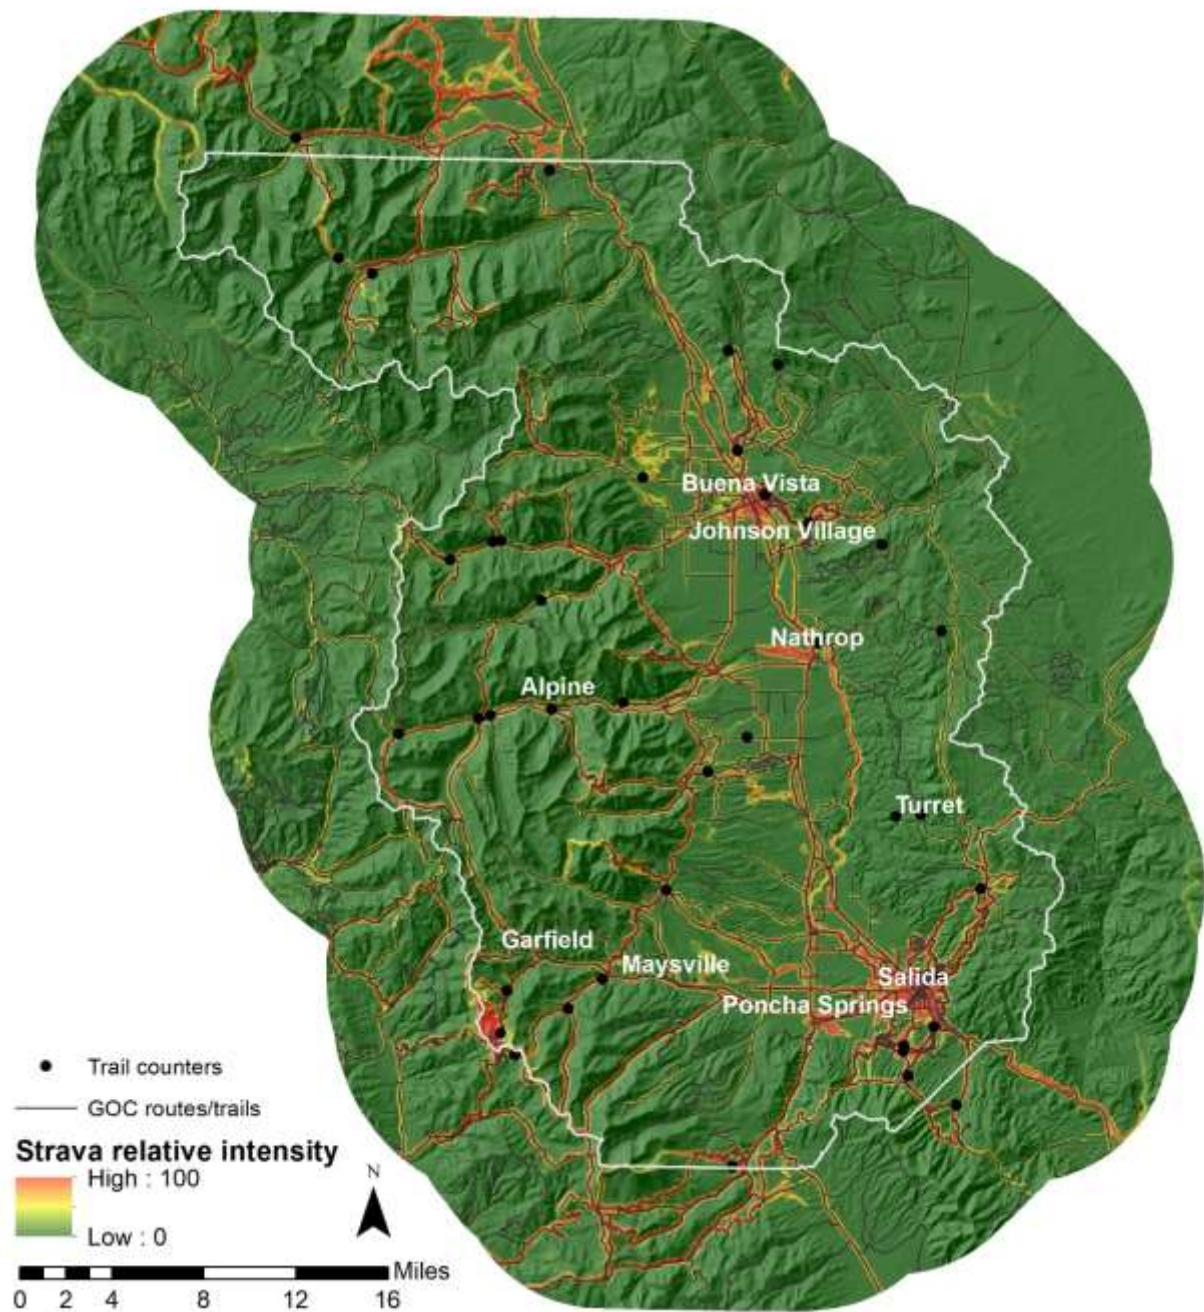 Buena Vista
Johnson Village
Nathrop
Alpine
Turret
Garfield
Maysville
Salida
Poncha Springs
Trail counters
GOC routes/trails
Strava relative intensity
High : 100
Low : 0
N
Miles
0 2 4 8 12 16